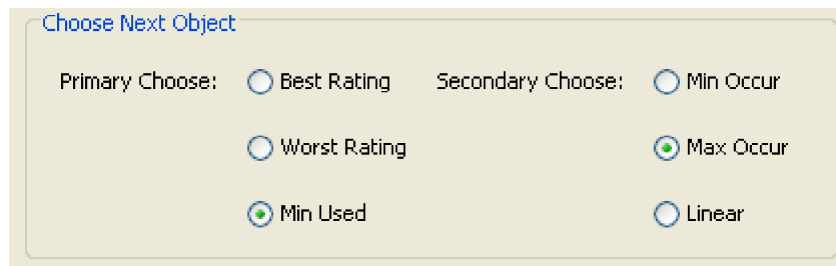 Choose Next Object
Primary Choose: Best Rating Secondary Choose: Min Occur
Worst Rating Max Occur
Min Used Linear